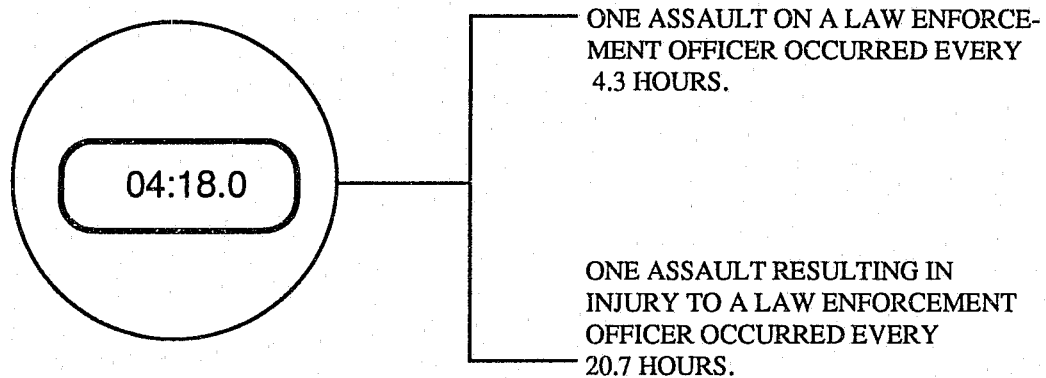 ONE ASSAULT ON A LAW ENFORCE-
MENT OFFICER OCCURRED EVERY
4.3 HOURS.
04:18.0
ONE ASSAULT RESULTING IN
INJURY TO A LAW ENFORCEMENT
OFFICER OCCURRED EVERY
20.7 HOURS.